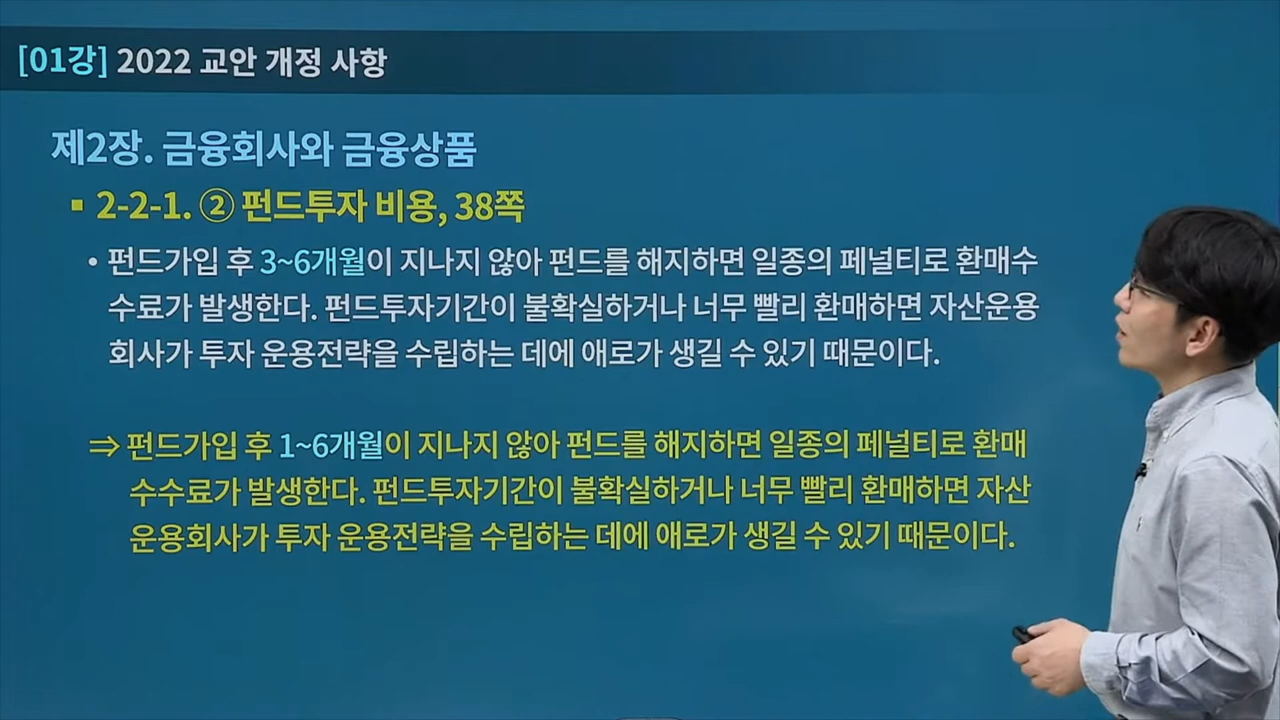 [01강] 2022 교안 개정 사항
제2장. 금융회사와 금융상품
▪ 2-2-1. ② 펀드투자 비용, 38쪽
• 펀드가입 후 3~6개월이 지나지 않아 펀드를 해지하면 일종의 페널티로 환매수
수료가 발생한다. 펀드투자기간이 불확실하거나 너무 빨리 환매하면 자산운용
회사가 투자 운용전략을 수립하는 데에 애로가 생길 수 있기 때문이다.
⇒ 펀드가입 후 1~6개월이 지나지 않아 펀드를 해지하면 일종의 페널티로 환매
수수료가 발생한다. 펀드투자기간이 불확실하거나 너무 빨리 환매하면 자산
운용회사가 투자 운용전략을 수립하는 데에 애로가 생길 수 있기 때문이다.